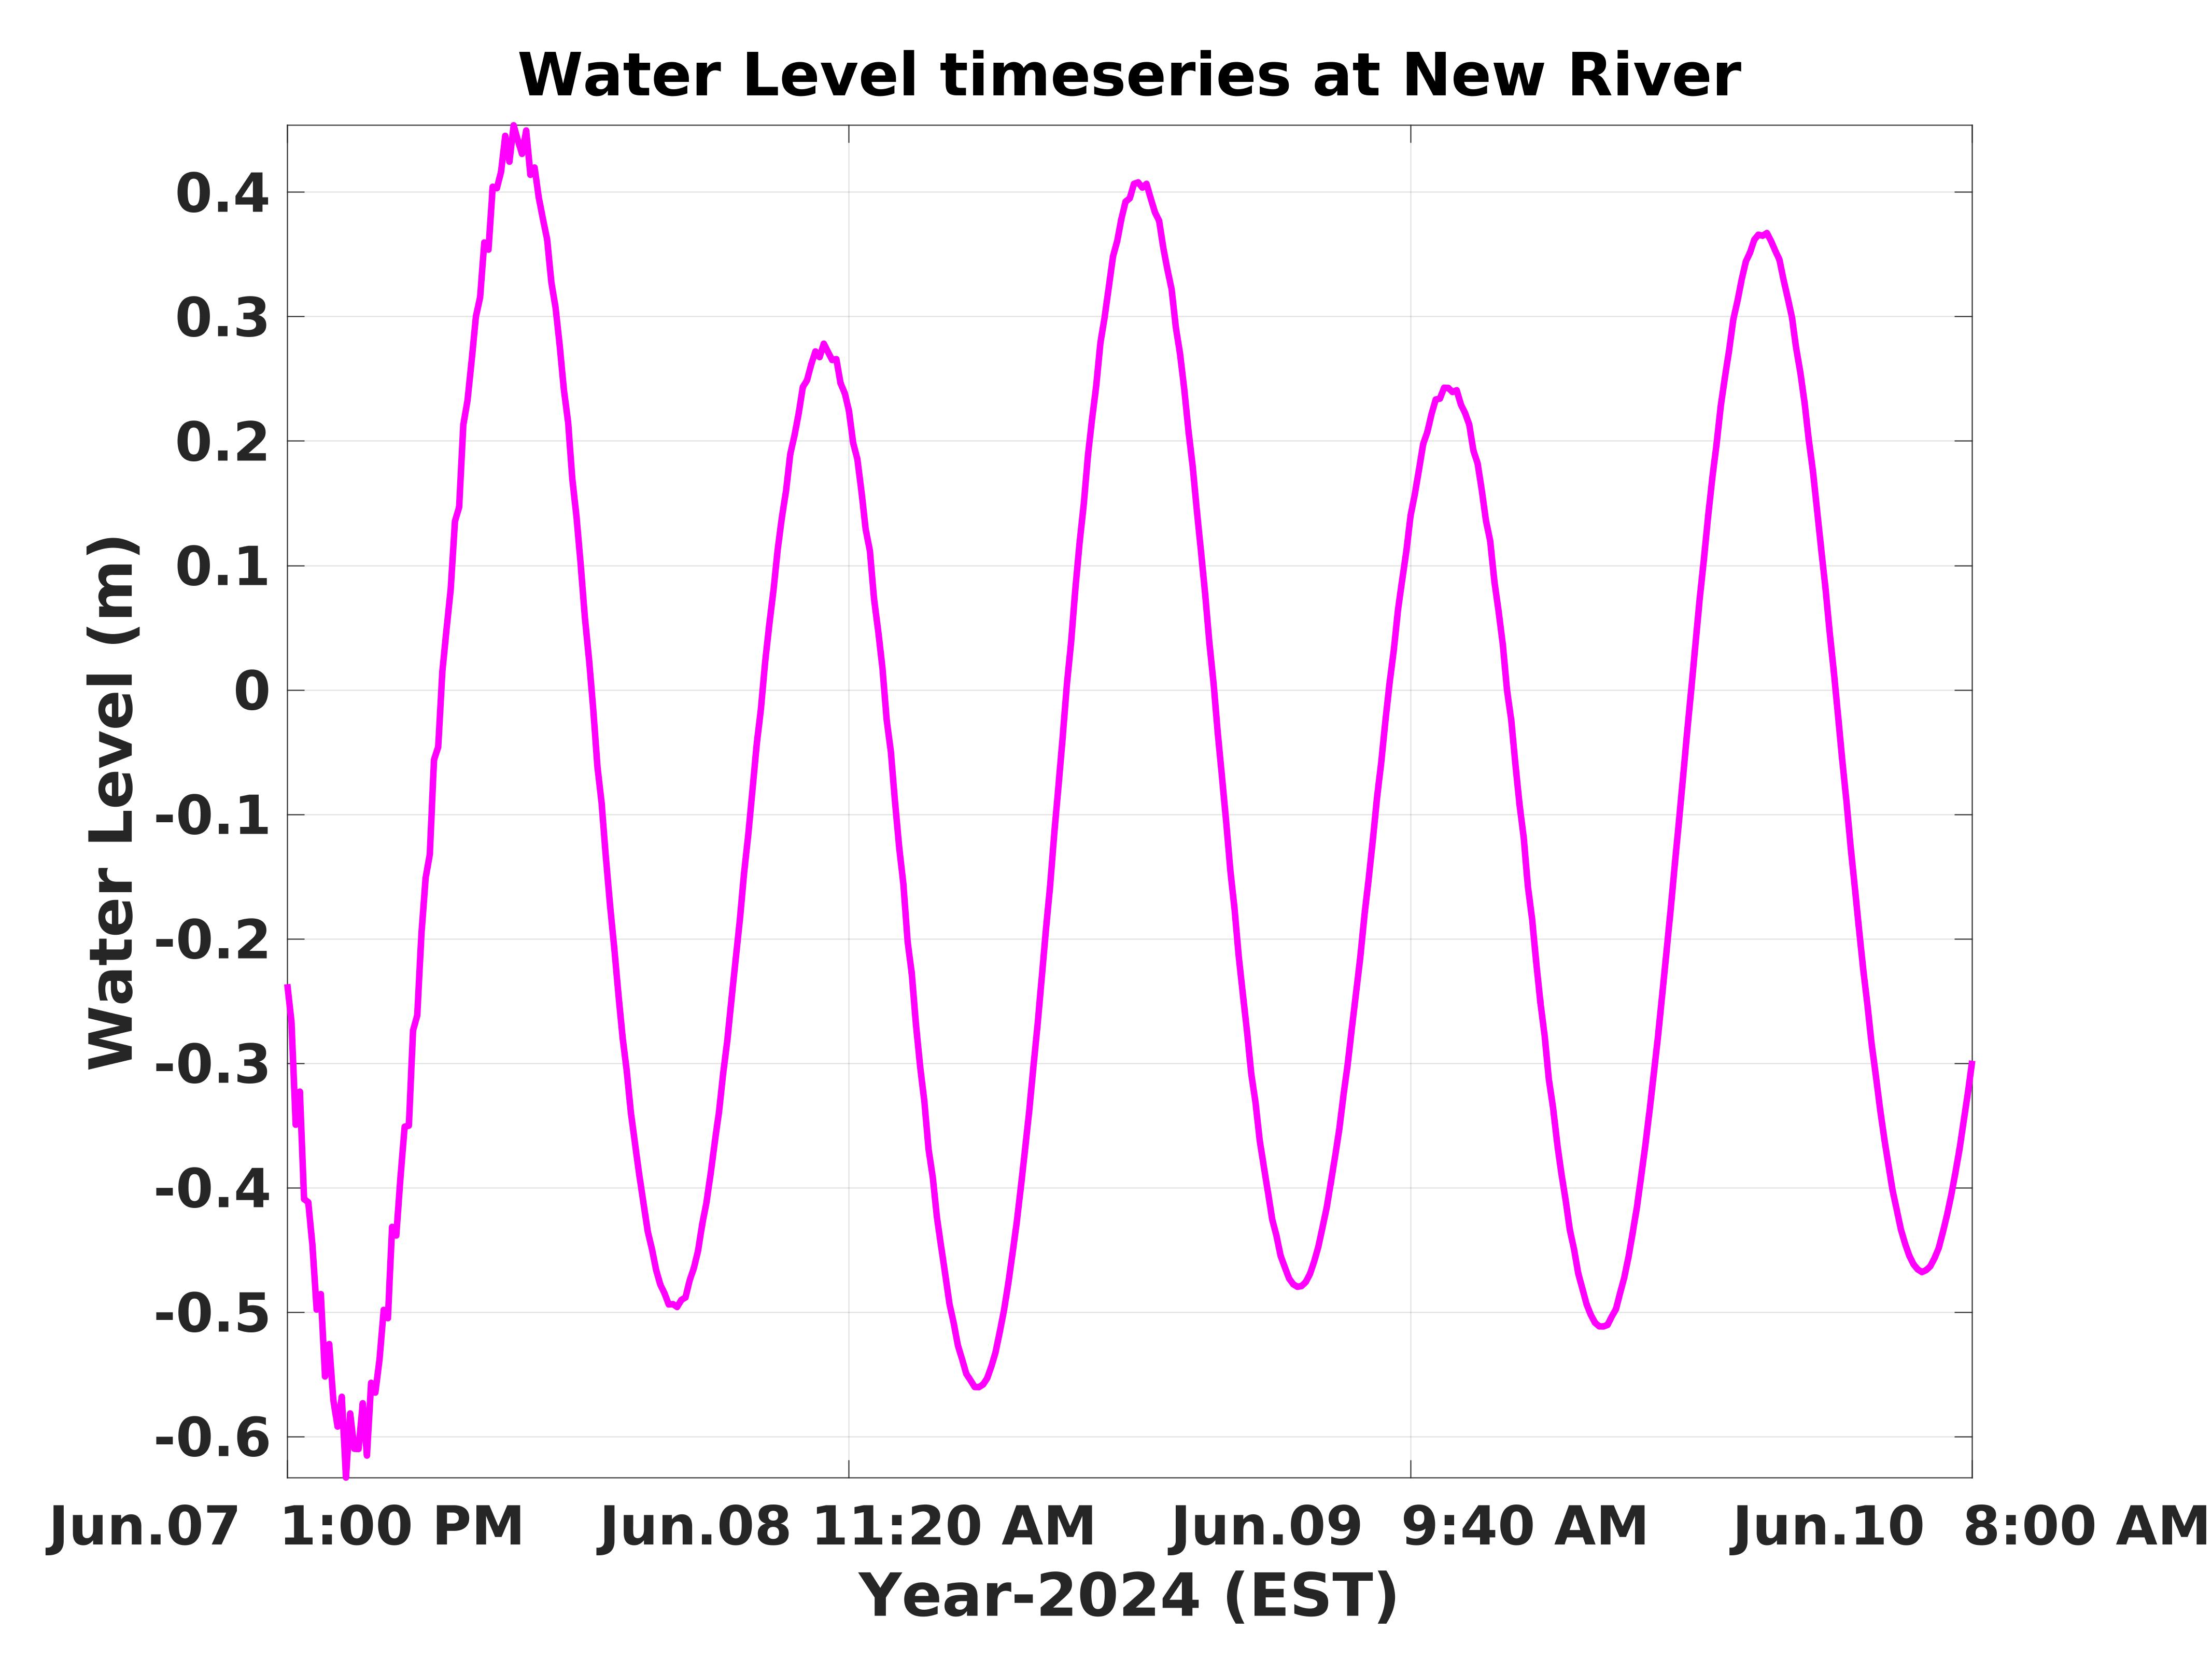 Water Level timeseries at New River
Water Level (m)
0.4
0.3
0.2
0.1
0
-0.1
-0.2
-0.3
-0.4
-0.5
-0.6
Jun.07 1:00 PM Jun.08 11:20 AM Jun.09 9:40 AM Jun.10 8:00 AM
Year-2024 (EST)